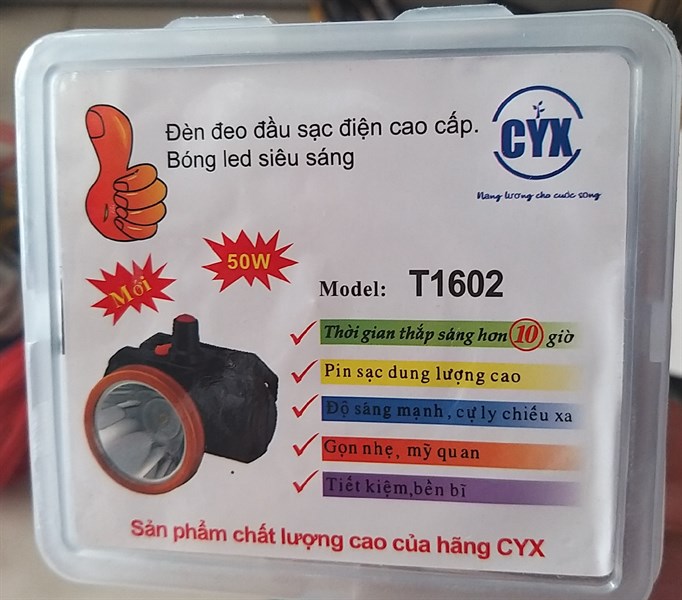 Đèn đeo đầu sạc điện cao cấp.
Bóng led siêu sáng
CYX
Năng lượng cho cuộc sống
50W
Mới
Model: T1602
Thời gian thắp sáng hơn 10 giờ
Pin sạc dung lượng cao
Độ sáng mạnh, cự ly chiếu xa
Gọn nhẹ, mỹ quan
Tiết kiệm,bền bỉ
Sản phẩm chất lượng cao của hãng CYX